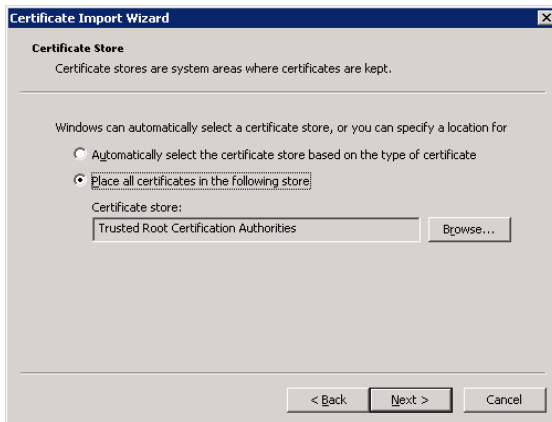 Certificate Import Wizard
Certificate Store
Certificate stores are system areas where certificates are kept.
Windows can automatically select a certificate store, or you can specify a location for
Automatically select the certificate store based on the type of certificate
Place all certificates in the following store
Certificate store:
Trusted Root Certification Authorities
Browse...
< Back
Next >
Cancel